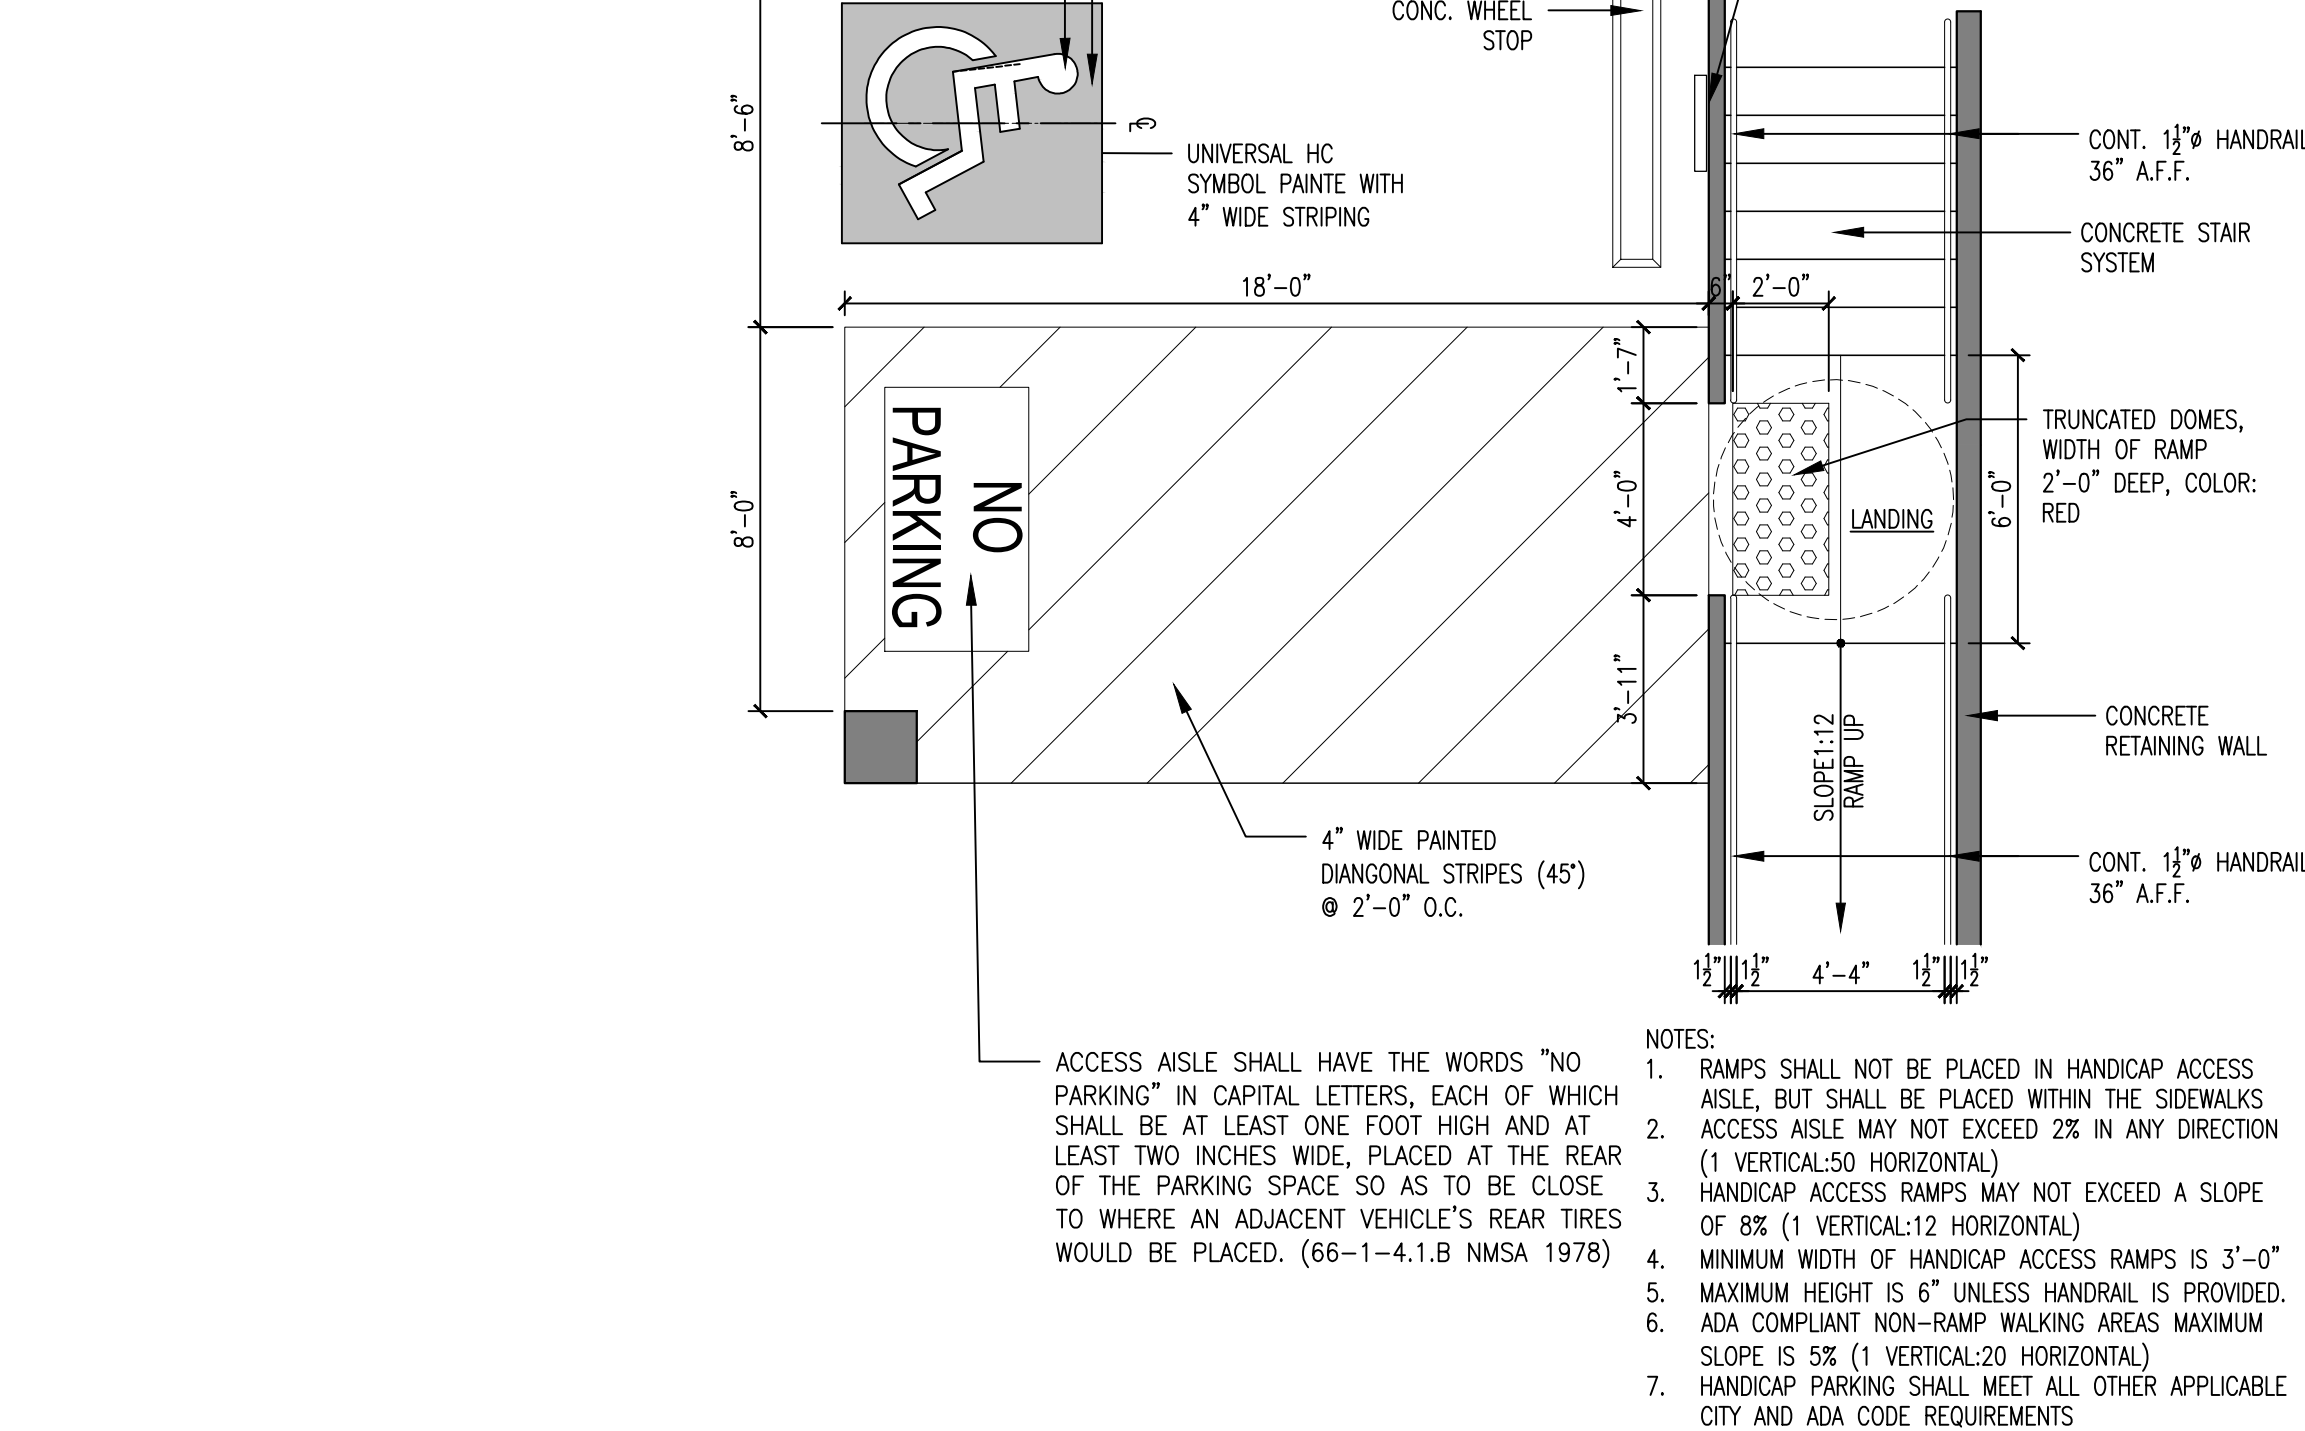 CONC. WHEEL
STOP
8'-6"
CL
UNIVERSAL HC
SYMBOL PAINTE WITH
4" WIDE STRIPING
CONT. 1½"ø HANDRAIL
36" A.F.F.
CONCRETE STAIR
SYSTEM
18'-0"
6"
2'-0"
1'-7"
4'-0"
3'-11"
8'-0"
NO
PARKING
TRUNCATED DOMES,
WIDTH OF RAMP
2'-0" DEEP, COLOR:
RED
LANDING
6'-0"
SLOPE1:12
RAMP UP
CONCRETE
RETAINING WALL
4" WIDE PAINTED
DIANGONAL STRIPES (45°)
@ 2'-0" O.C.
CONT. 1½"ø HANDRAIL
36" A.F.F.
1½"
1½"
4'-4"
1½"
1½"
ACCESS AISLE SHALL HAVE THE WORDS "NO
PARKING" IN CAPITAL LETTERS, EACH OF WHICH
SHALL BE AT LEAST ONE FOOT HIGH AND AT
LEAST TWO INCHES WIDE, PLACED AT THE REAR
OF THE PARKING SPACE SO AS TO BE CLOSE
TO WHERE AN ADJACENT VEHICLE'S REAR TIRES
WOULD BE PLACED. (66-1-4.1.B NMSA 1978)
NOTES:
1. RAMPS SHALL NOT BE PLACED IN HANDICAP ACCESS
AISLE, BUT SHALL BE PLACED WITHIN THE SIDEWALKS
2. ACCESS AISLE MAY NOT EXCEED 2% IN ANY DIRECTION
(1 VERTICAL:50 HORIZONTAL)
3. HANDICAP ACCESS RAMPS MAY NOT EXCEED A SLOPE
OF 8% (1 VERTICAL:12 HORIZONTAL)
4. MINIMUM WIDTH OF HANDICAP ACCESS RAMPS IS 3'-0"
5. MAXIMUM HEIGHT IS 6" UNLESS HANDRAIL IS PROVIDED.
6. ADA COMPLIANT NON-RAMP WALKING AREAS MAXIMUM
SLOPE IS 5% (1 VERTICAL:20 HORIZONTAL)
7. HANDICAP PARKING SHALL MEET ALL OTHER APPLICABLE
CITY AND ADA CODE REQUIREMENTS